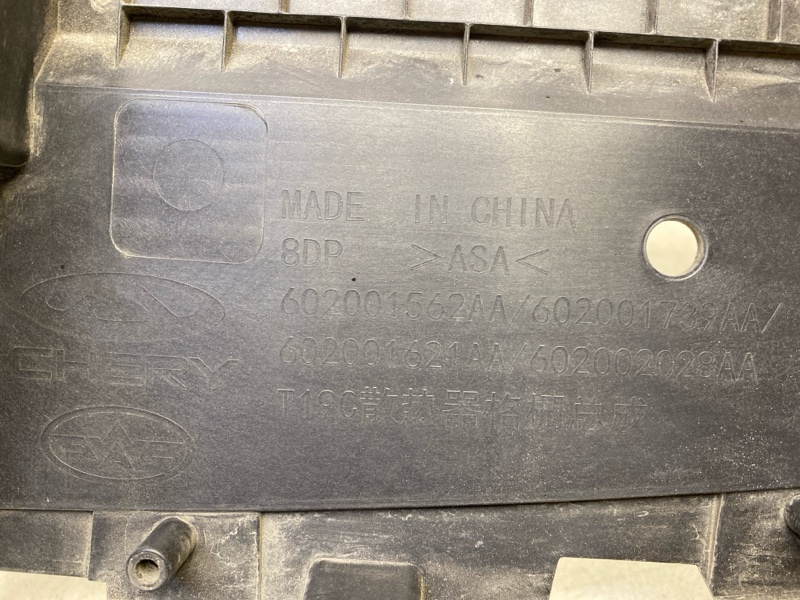 MADE IN CHINA
8DP >ASA<
602001562AA/602001739AA/
602001621AA/602002028AA
CHERY
T19C散热器格栅总成